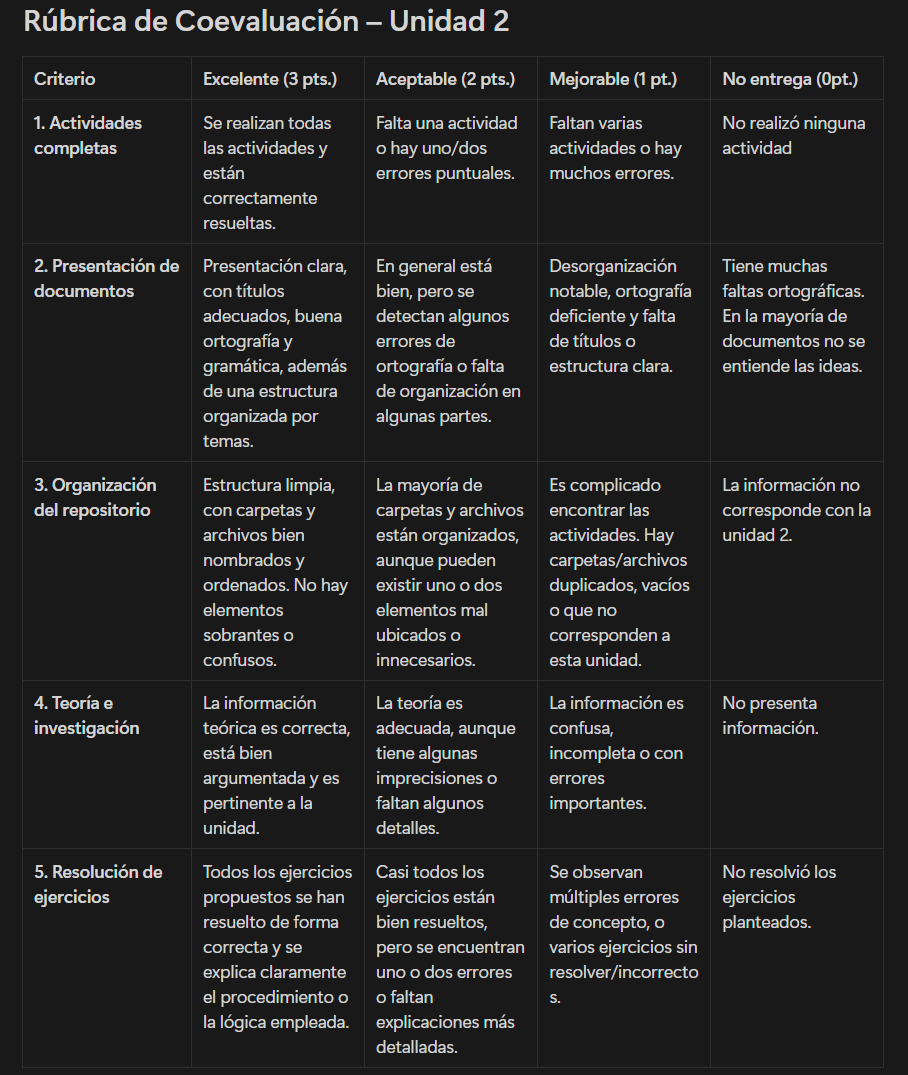 Rúbrica de Coevaluación – Unidad 2
Criterio
Excelente (3 pts.)
Aceptable (2 pts.)
Mejorable (1 pt.)
No entrega (0pt.)
1. Actividades
completas
Se realizan todas
las actividades y
están
correctamente
resueltas.
Falta una actividad
o hay uno/dos
errores puntuales.
Faltan varias
actividades o hay
muchos errores.
No realizó ninguna
actividad
2. Presentación de
documentos
Presentación clara,
con títulos
adecuados, buena
ortografía y
gramática, además
de una estructura
organizada por
temas.
En general está
bien, pero se
detectan algunos
errores de
ortografía o falta
de organización en
algunas partes.
Desorganización
notable, ortografía
deficiente y falta
de títulos o
estructura clara.
Tiene muchas
faltas ortográficas.
En la mayoría de
documentos no se
entiende las ideas.
3. Organización
del repositorio
Estructura limpia,
con carpetas y
archivos bien
nombrados y
ordenados. No hay
elementos
sobrantes o
confusos.
La mayoría de
carpetas y archivos
están organizados,
aunque pueden
existir uno o dos
elementos mal
ubicados o
innecesarios.
Es complicado
encontrar las
actividades. Hay
carpetas/archivos
duplicados, vacíos
o que no
corresponden a
esta unidad.
La información no
corresponde con la
unidad 2.
4. Teoría e
investigación
La información
teórica es correcta,
está bien
argumentada y es
pertinente a la
unidad.
La teoría es
adecuada, aunque
tiene algunas
imprecisiones o
faltan algunos
detalles.
La información es
confusa,
incompleta o con
errores
importantes.
No presenta
información.
5. Resolución de
ejercicios
Todos los ejercicios
propuestos se han
resuelto de forma
correcta y se
explica claramente
el procedimiento o
la lógica empleada.
Casi todos los
ejercicios están
bien resueltos,
pero se encuentran
uno o dos errores
o faltan
explicaciones más
detalladas.
Se observan
múltiples errores
de concepto, o
varios ejercicios sin
resolver/incorrecto
s.
No resolvió los
ejercicios
planteados.